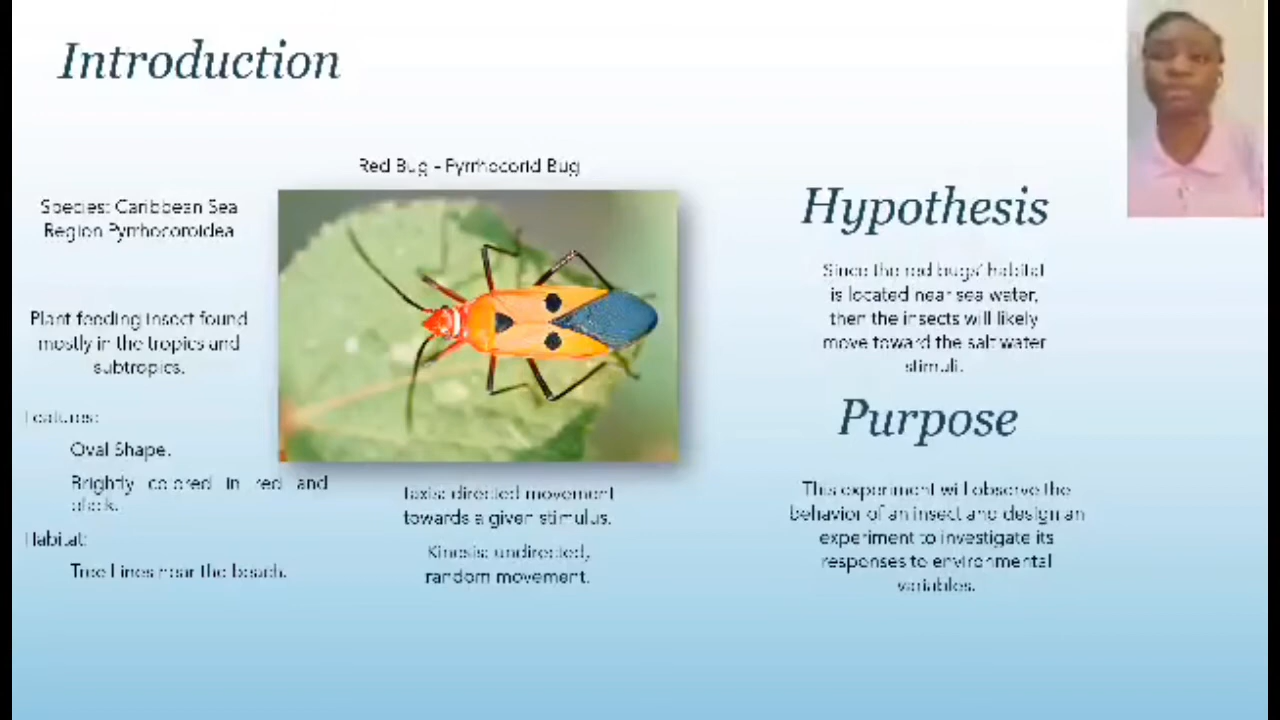 Introduction
Red Bug - Pyrrhocorid Bug
Species: Caribbean Sea
Region Pyrrhocoroidea
Plant feeding insect found
mostly in the tropics and
subtropics.
Features:
Oval Shape.
Brightly colored in red and
black.
Habitat:
Tree Lines near the beach.
Taxis: directed movement
towards a given stimulus.
Kinesis: undirected,
random movement.
Hypothesis
Since the red bugs' habitat
is located near sea water,
then the insects will likely
move toward the salt water
stimuli.
Purpose
This experiment will observe the
behavior of an insect and design an
experiment to investigate its
responses to environmental
variables.